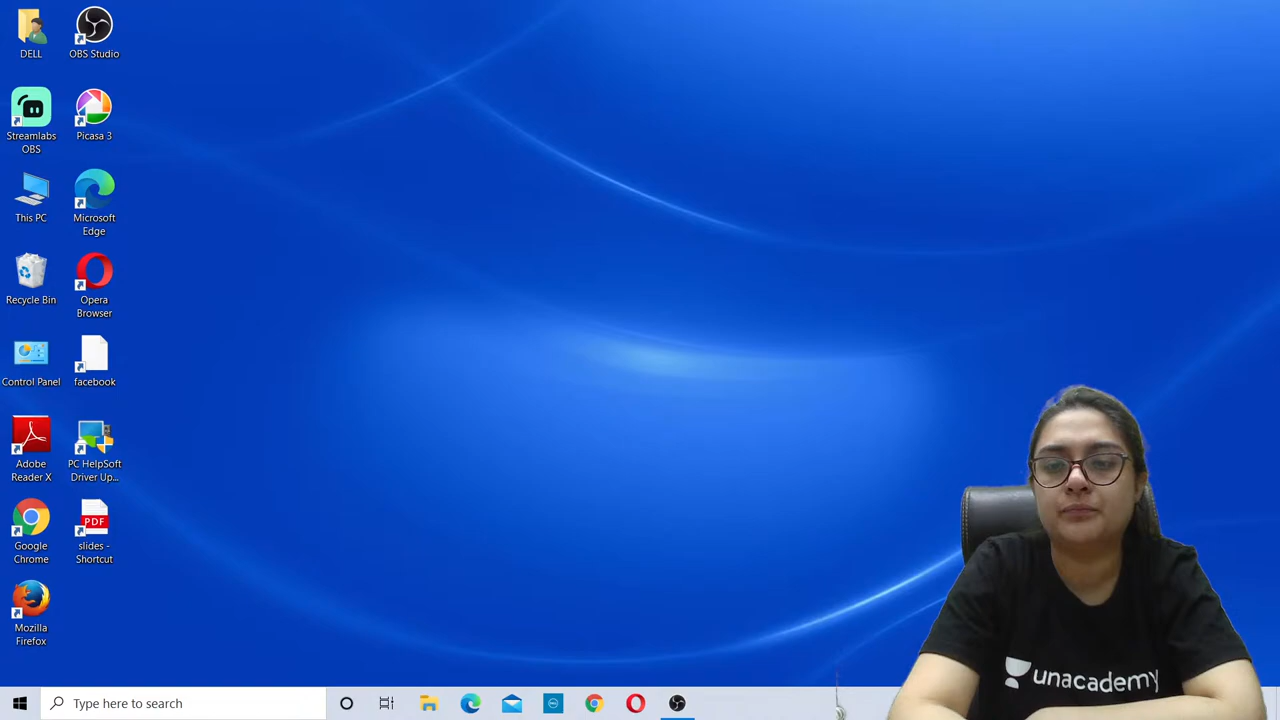 DELL
OBS Studio
Streamlabs
OBS
Picasa 3
This PC
Microsoft
Edge
Recycle Bin
Opera
Browser
Control Panel
facebook
Adobe
Reader X
PC HelpSoft
Driver Up...
Google
Chrome
PDF
slides -
Shortcut
Mozilla
Firefox
unacademy
Type here to search